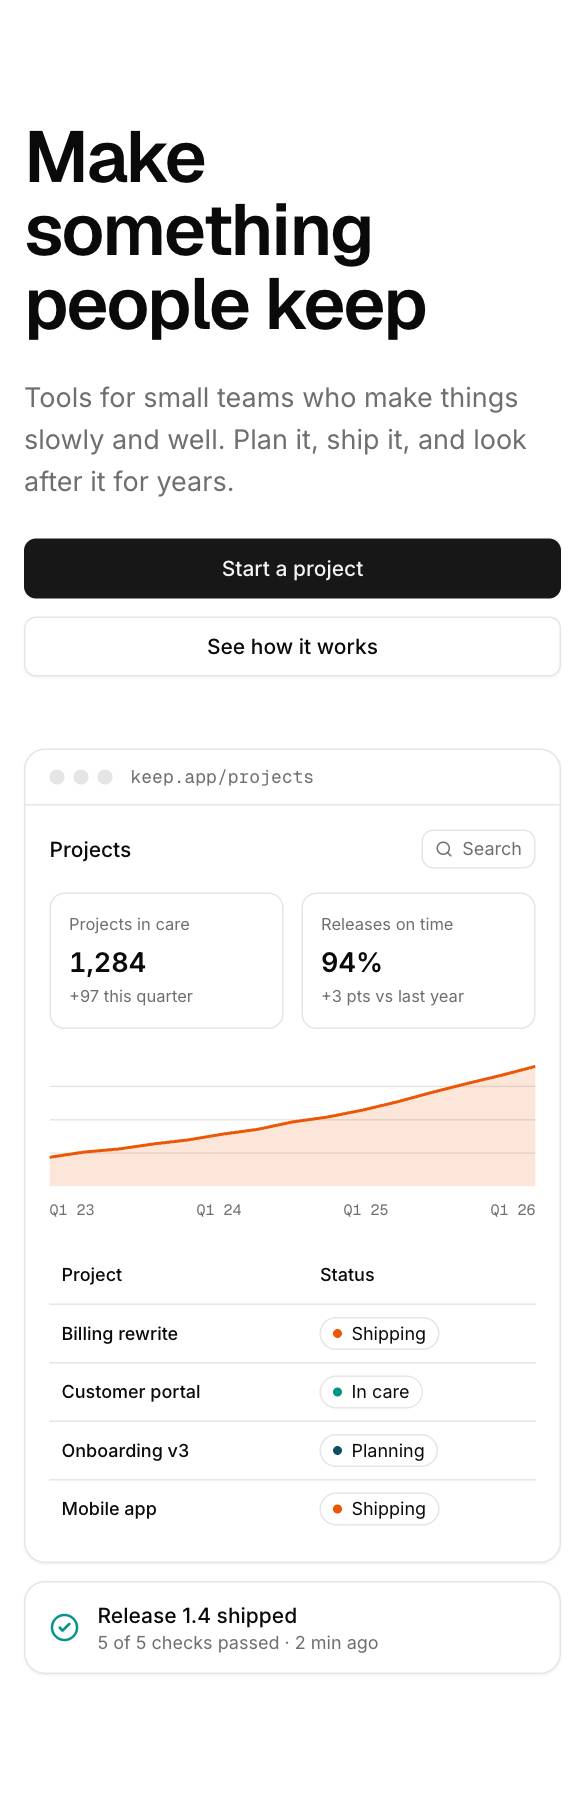 Make
something
people keep
Tools for small teams who make things
slowly and well. Plan it, ship it, and look
after it for years.
Start a project
See how it works
keep.app/projects
Projects
Search
Projects in care
1,284
+97 this quarter
Releases on time
94%
+3 pts vs last year
Q1 23 Q1 24 Q1 25 Q1 26
Project Status
Billing rewrite Shipping
Customer portal In care
Onboarding v3 Planning
Mobile app Shipping
Release 1.4 shipped
5 of 5 checks passed · 2 min ago